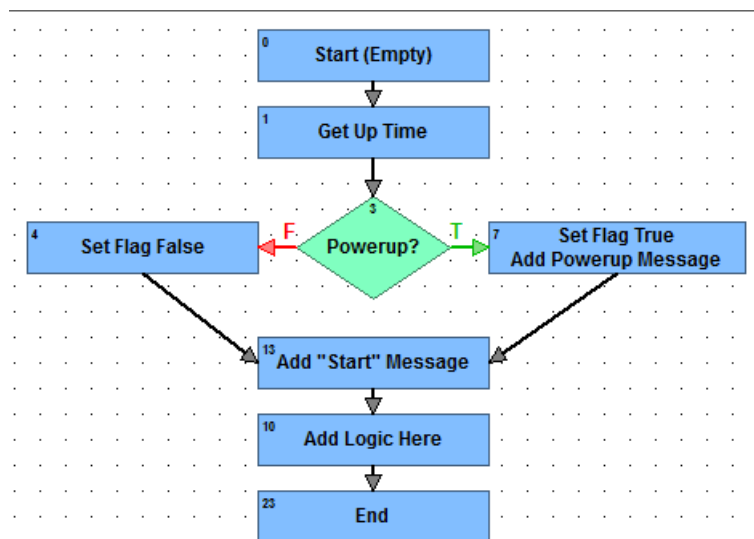 0
Start (Empty)
1
Get Up Time
3
Powerup?
F
T
4
Set Flag False
7
Set Flag True
Add Powerup Message
13
Add "Start" Message
10
Add Logic Here
23
End